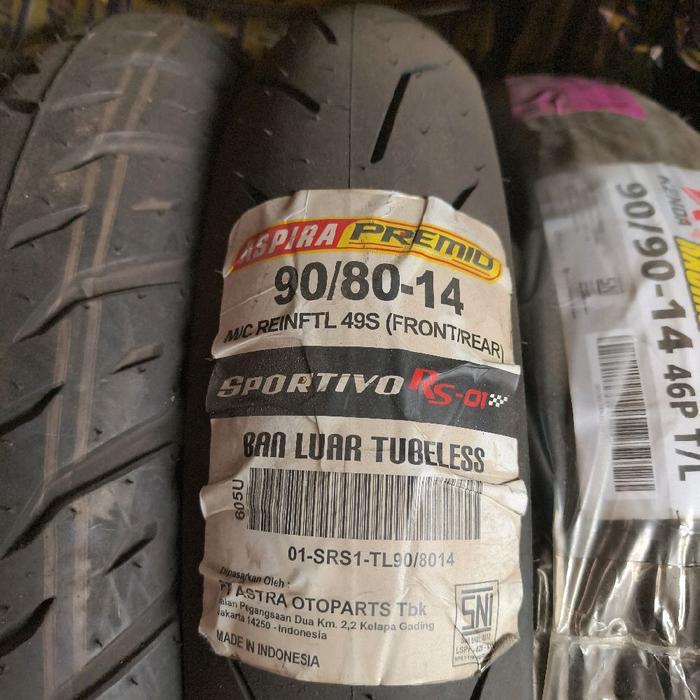 ASPIRA PREMIO
90/80-14
M/C REINFTL 49S (FRONT/REAR)
SPORTIVO RS-01
BAN LUAR TUBELESS
605U
01-SRS1-TL90/8014
Dipasarkan Oleh :
PT ASTRA OTOPARTS Tbk
Jalan Pegangsaan Dua Km. 2,2 Kelapa Gading
Jakarta 14250 - Indonesia
MADE IN INDONESIA
SNI
90/90-14 46P T/L